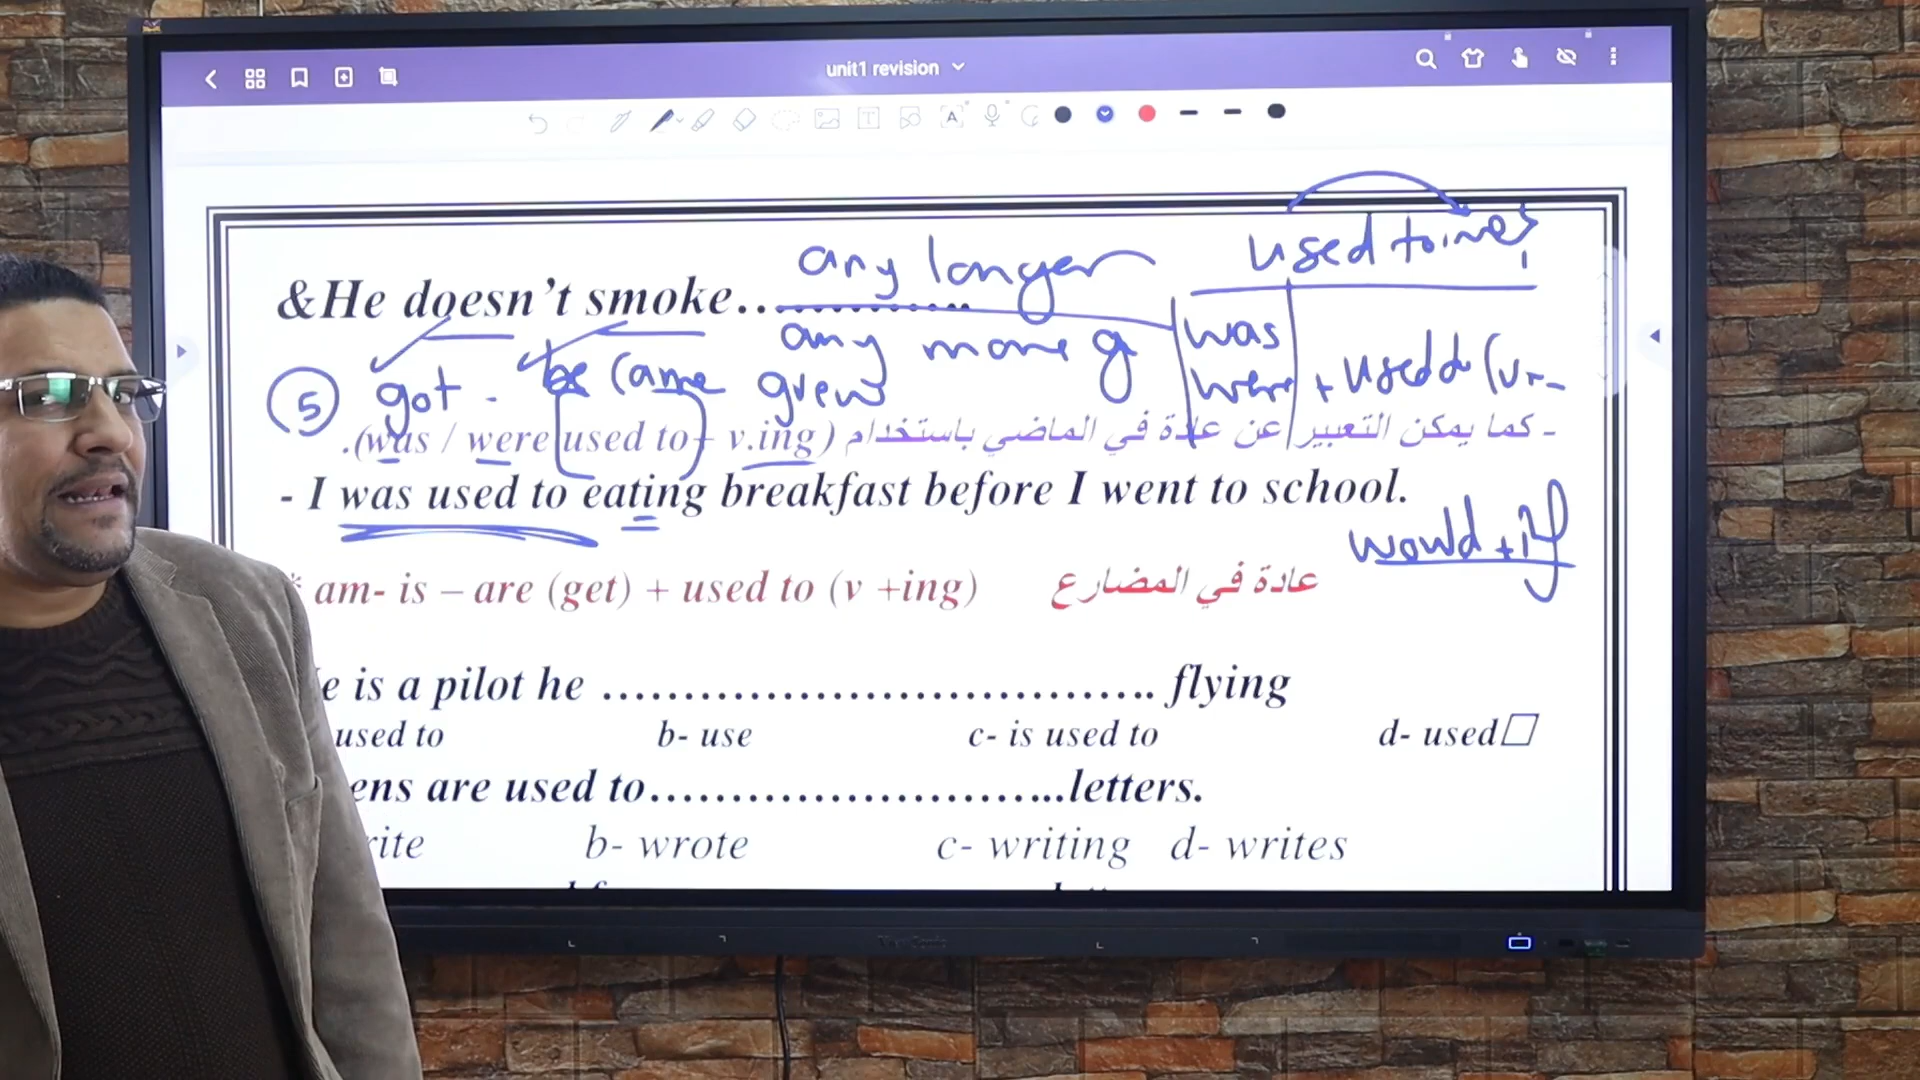 unit1 revision
used to inf
any longer
&He doesn't smoke...............
any more
was
were + used to (v+
5 got - became grew
- كما يمكن التعبير عن عادة في الماضي باستخدام (was / were used to + v.ing).
- I was used to eating breakfast before I went to school.
would + if
* am- is – are (get) + used to (v +ing) عادة في المضارع
e is a pilot he ……………………………….. flying
used to b- use c- is used to d- used
ens are used to……………………...letters.
rite b- wrote c- writing d- writes